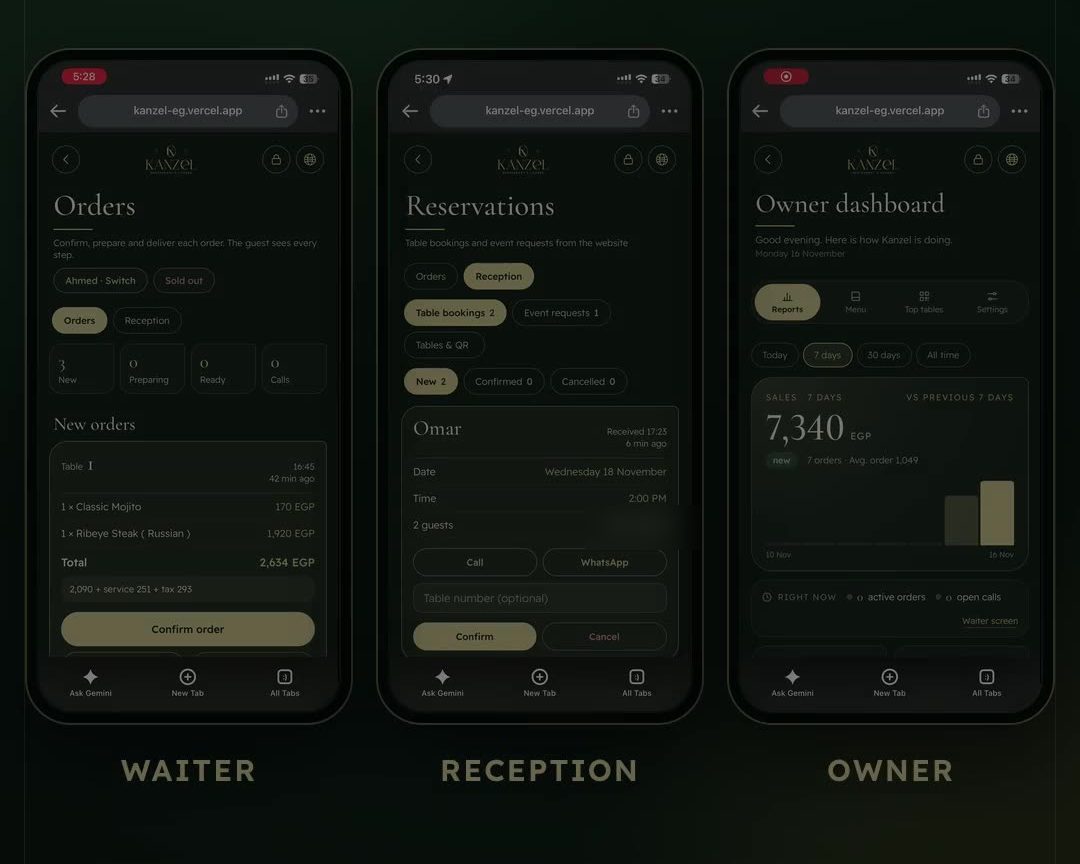 5:28
35
kanzel-eg.vercel.app
KANZEL
Orders
Confirm, prepare and deliver each order. The guest sees every
step.
Ahmed · Switch
Sold out
Orders
Reception
3
New
0
Preparing
0
Ready
0
Calls
New orders
Table 1
16:45
42 min ago
1 × Classic Mojito
170 EGP
1 × Ribeye Steak ( Russian )
1,920 EGP
Total
2,634 EGP
2,090 + service 251 + tax 293
Confirm order
Ask Gemini
New Tab
All Tabs
WAITER
5:30
34
kanzel-eg.vercel.app
KANZEL
Reservations
Table bookings and event requests from the website
Orders
Reception
Table bookings 2
Event requests 1
Tables & QR
New 2
Confirmed 0
Cancelled 0
Omar
Received 17:23
6 min ago
Date
Wednesday 18 November
Time
2:00 PM
2 guests
Call
WhatsApp
Table number (optional)
Confirm
Cancel
Ask Gemini
New Tab
All Tabs
RECEPTION
34
kanzel-eg.vercel.app
KANZEL
Owner dashboard
Good evening. Here is how Kanzel is doing.
Monday 16 November
Reports
Menu
Top tables
Settings
Today
7 days
30 days
All time
SALES 7 DAYS
VS PREVIOUS 7 DAYS
7,340 EGP
new
7 orders · Avg. order 1,049
10 Nov
16 Nov
RIGHT NOW
0 active orders
0 open calls
Waiter screen
Ask Gemini
New Tab
All Tabs
OWNER